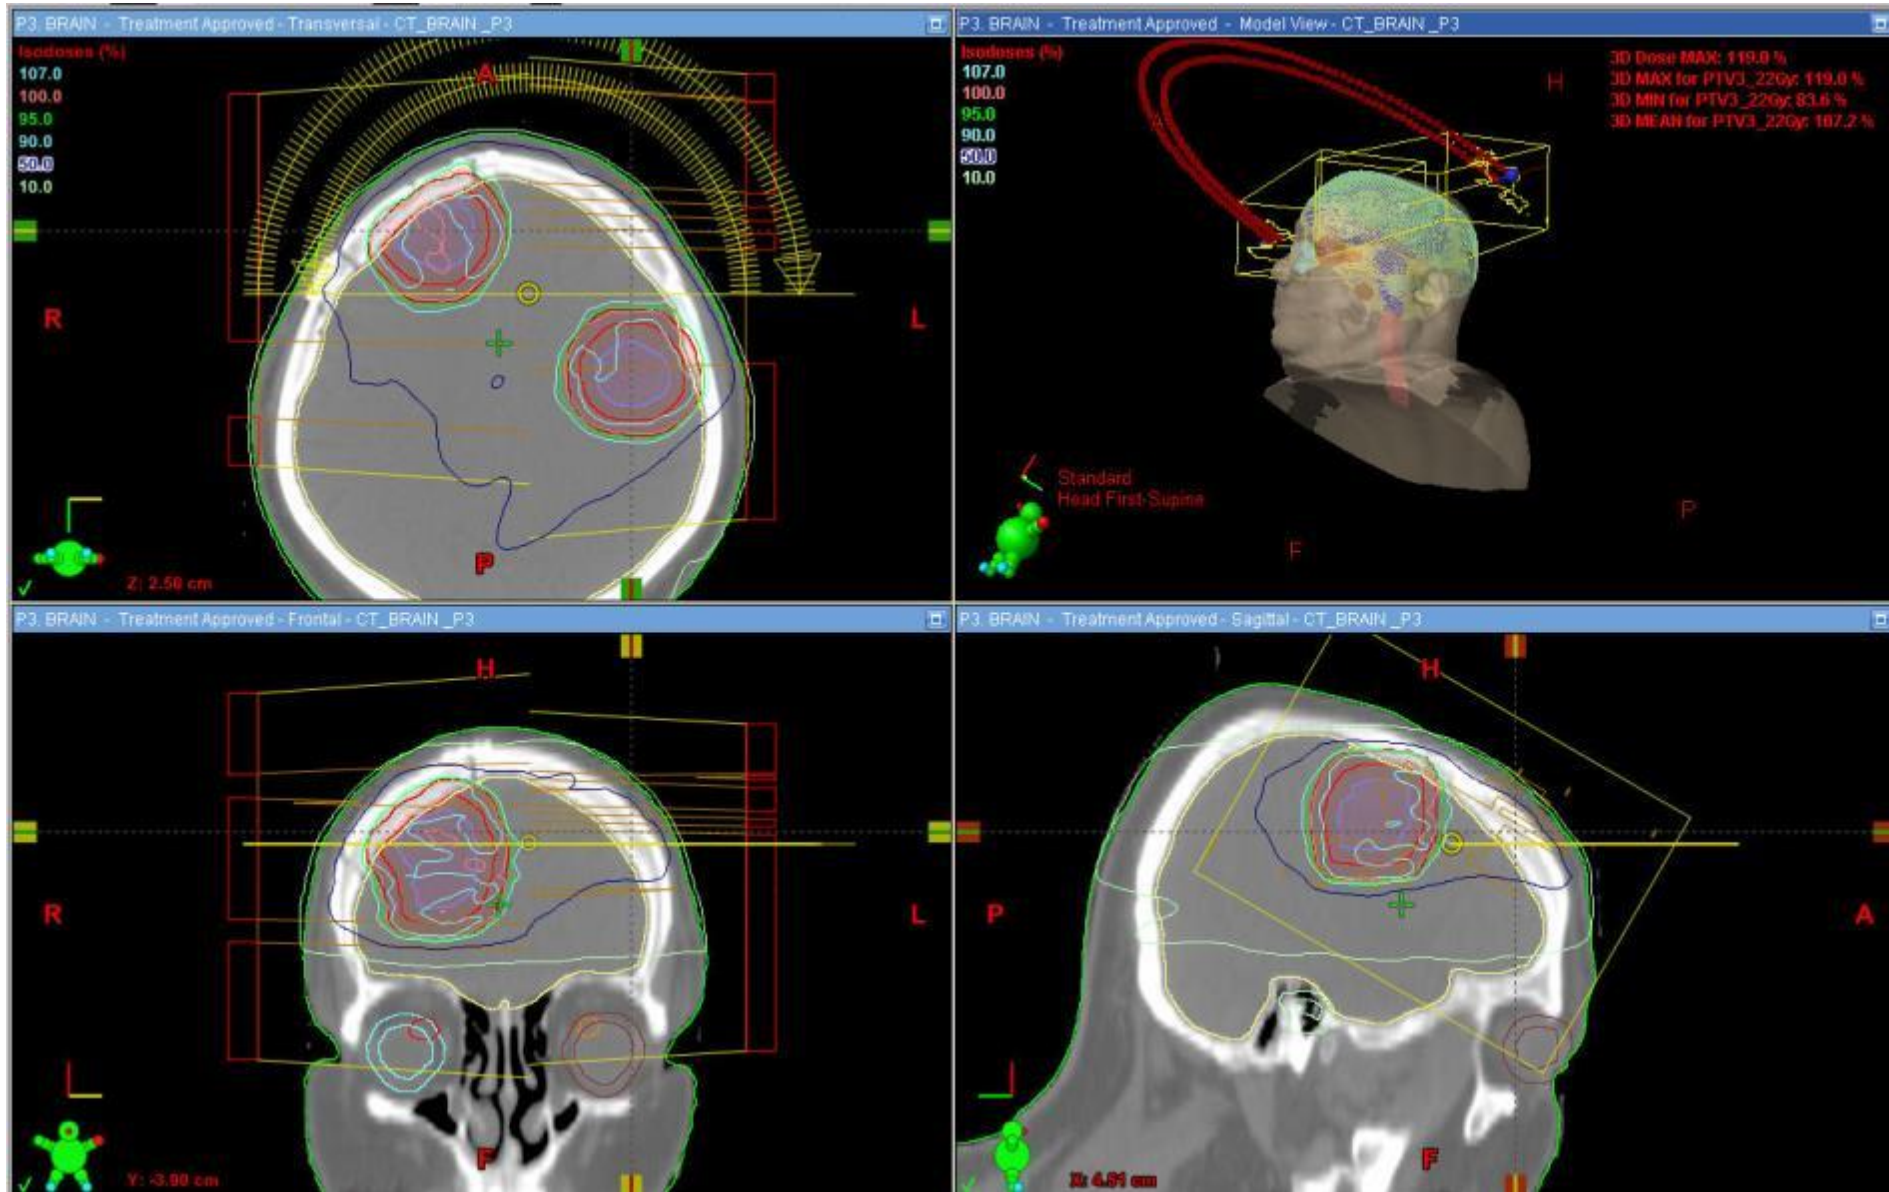 P3. BRAIN - Treatment Approved - Transversal - CT_BRAIN _P3
Isodoses (%)
107.0
100.0
95.0
90.0
50.0
10.0
A
R
L
P
Z: 2.50 cm
P3. BRAIN - Treatment Approved - Model View - CT_BRAIN _P3
Isodoses (%)
107.0
100.0
95.0
90.0
50.0
10.0
3D Dose MAX: 119.0 %
3D MAX for PTV3_22Gy: 119.0 %
3D MIN for PTV3_22Gy: 83.6 %
3D MEAN for PTV3_22Gy: 107.2 %
H
A
Standard
Head First-Supine
P
F
P3. BRAIN - Treatment Approved - Frontal - CT_BRAIN _P3
H
R
L
F
Y: -3.90 cm
P3. BRAIN - Treatment Approved - Sagittal - CT_BRAIN _P3
H
P
A
F
X: 4.51 cm